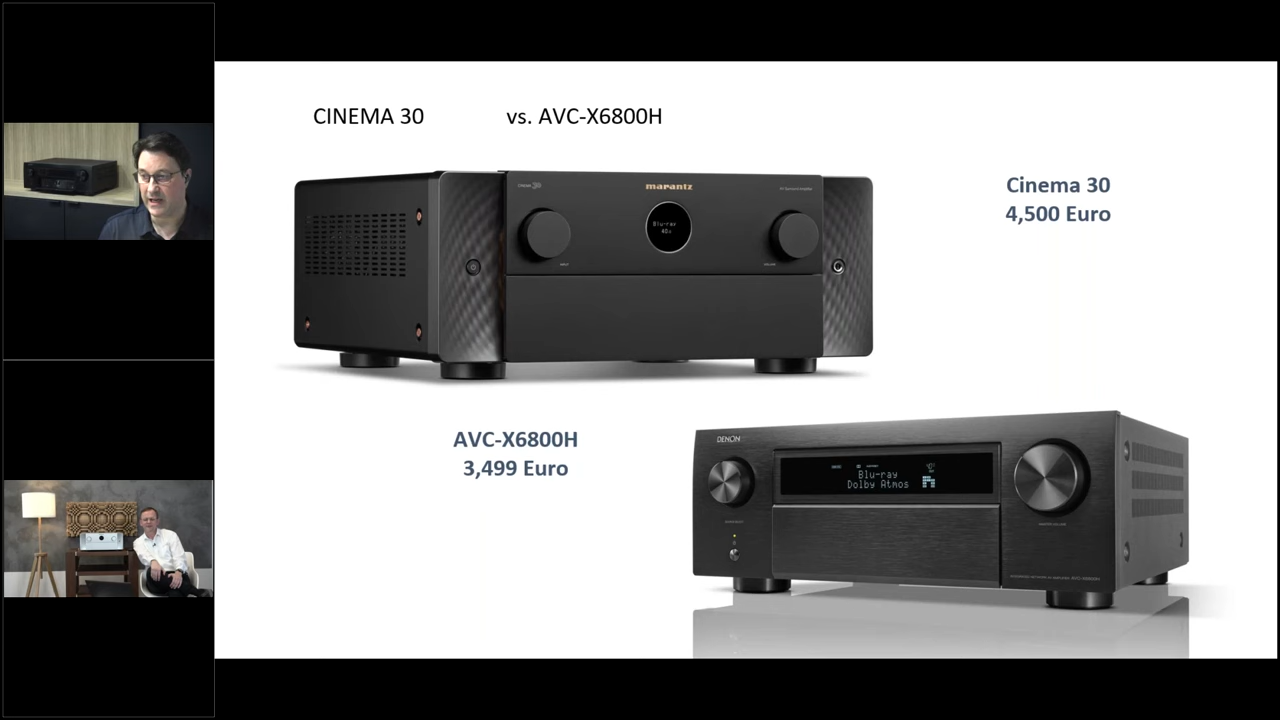 CINEMA 30 vs. AVC-X6800H
Cinema 30
4,500 Euro
marantz
Blu-ray
AVC-X6800H
3,499 Euro
DENON
Blu-ray
Dolby Atmos